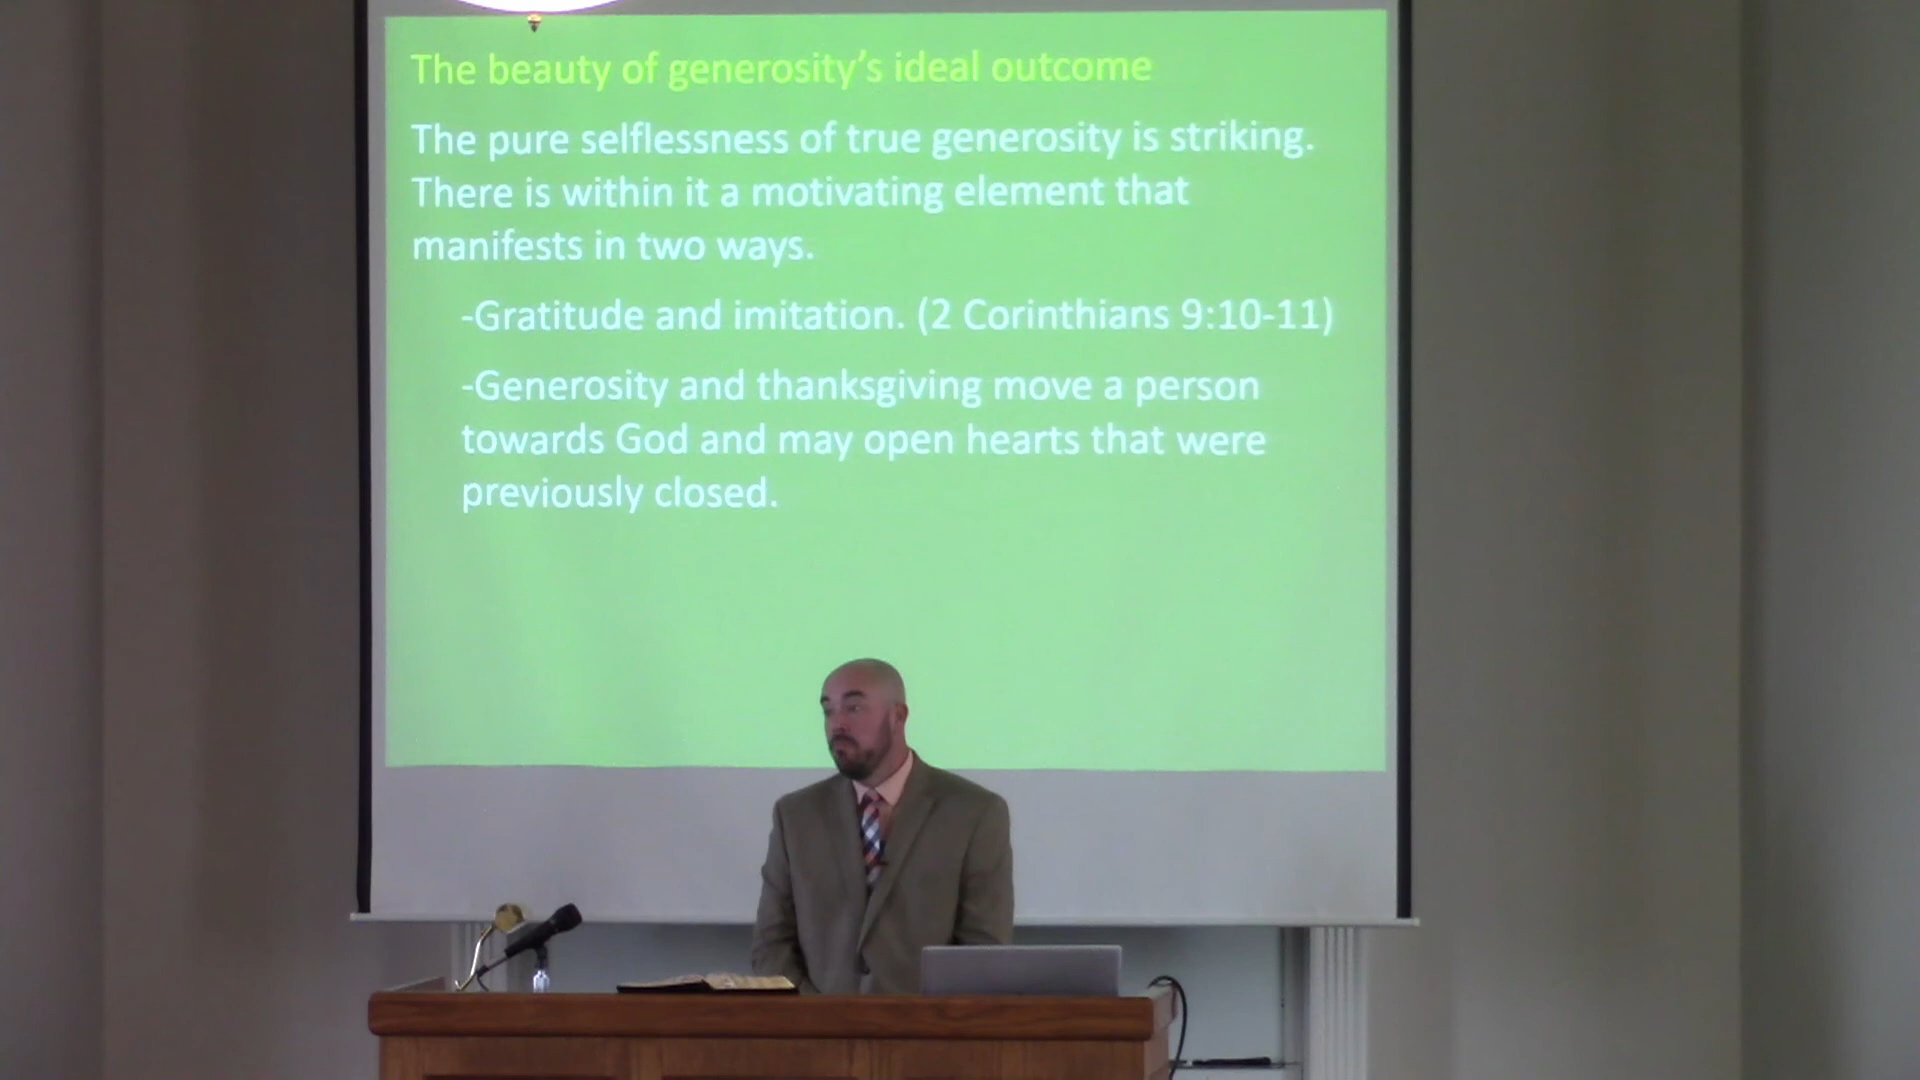 The beauty of generosity's ideal outcome
The pure selflessness of true generosity is striking.
There is within it a motivating element that
manifests in two ways.
-Gratitude and imitation. (2 Corinthians 9:10-11)
-Generosity and thanksgiving move a person
towards God and may open hearts that were
previously closed.